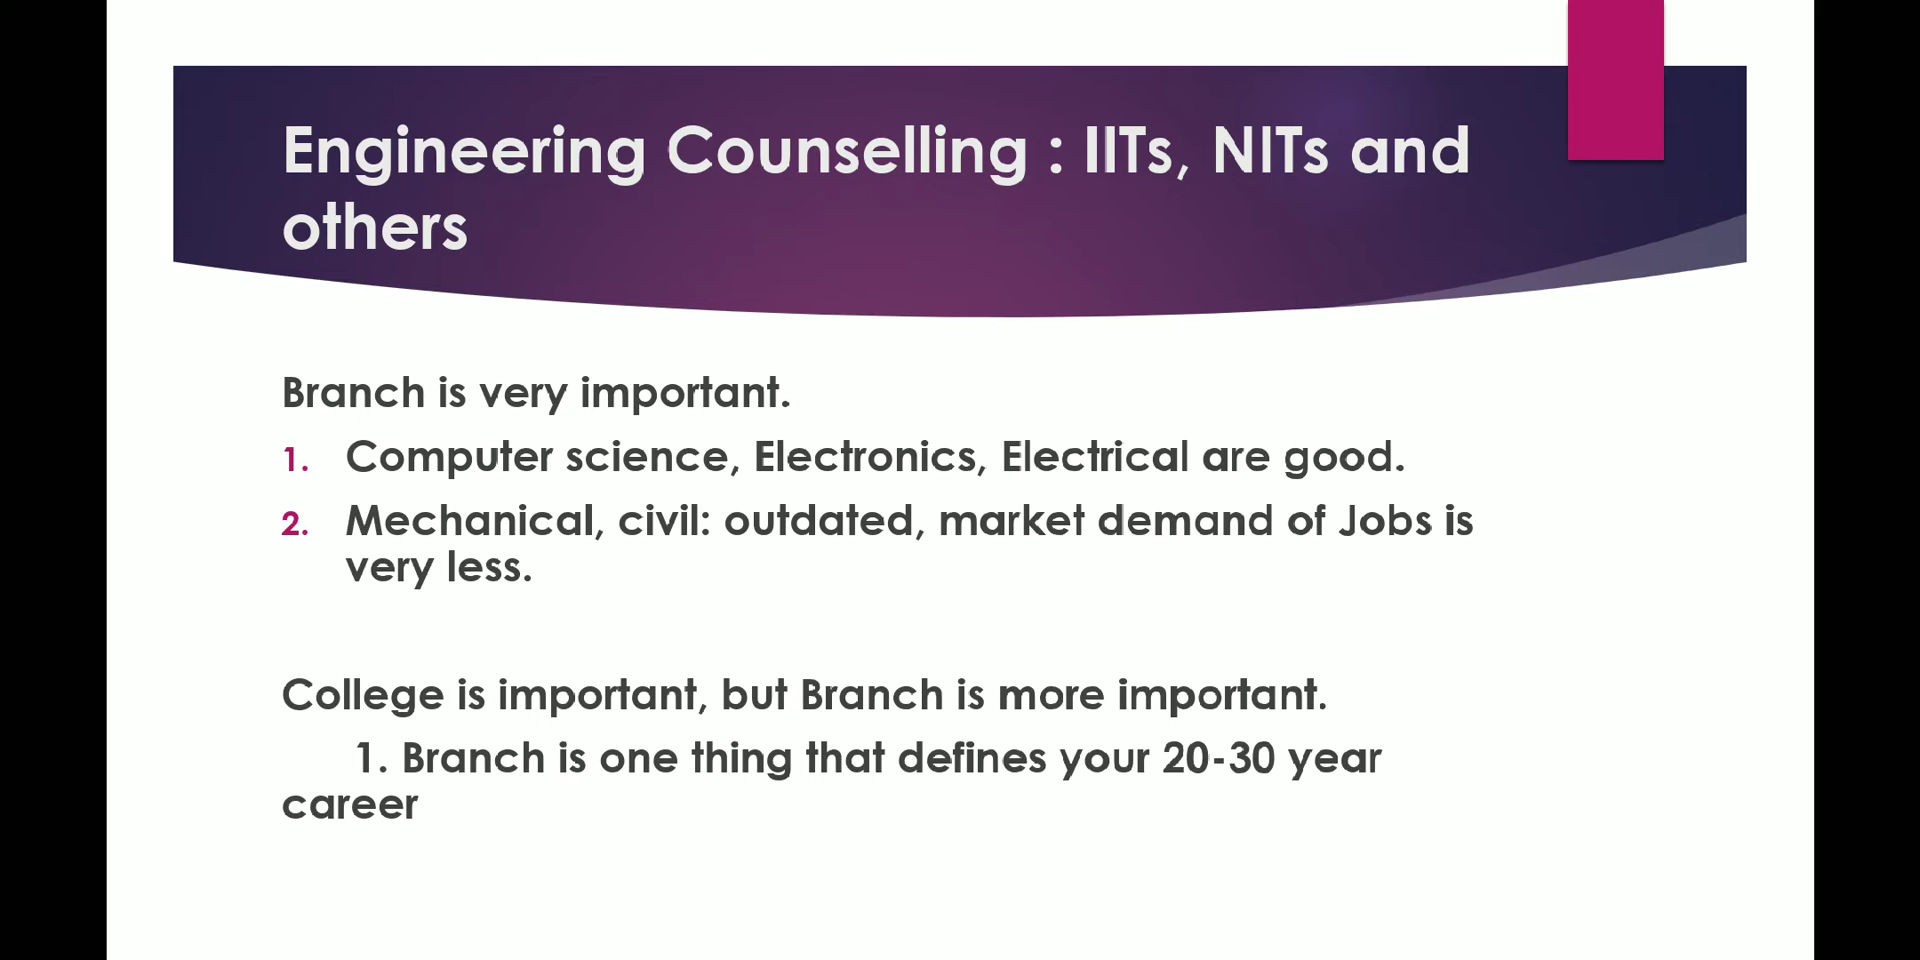 Engineering Counselling : IITs, NITs and
others
Branch is very important.
1. Computer science, Electronics, Electrical are good.
2. Mechanical, civil: outdated, market demand of Jobs is
very less.
College is important, but Branch is more important.
1. Branch is one thing that defines your 20-30 year
career